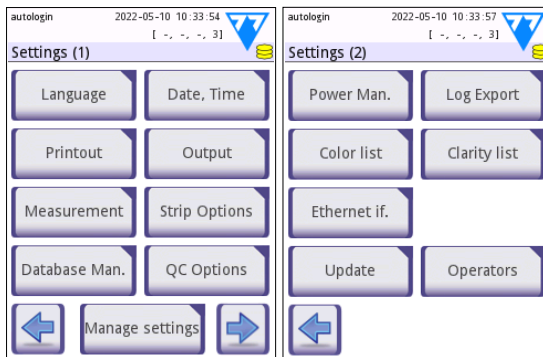 autologin 2022-05-10 10:33:54
[ -, -, -, 3]
Settings (1)
Language Date, Time
Printout Output
Measurement Strip Options
Database Man. QC Options
Manage settings
autologin 2022-05-10 10:33:57
[ -, -, -, 3]
Settings (2)
Power Man. Log Export
Color list Clarity list
Ethernet if.
Update Operators